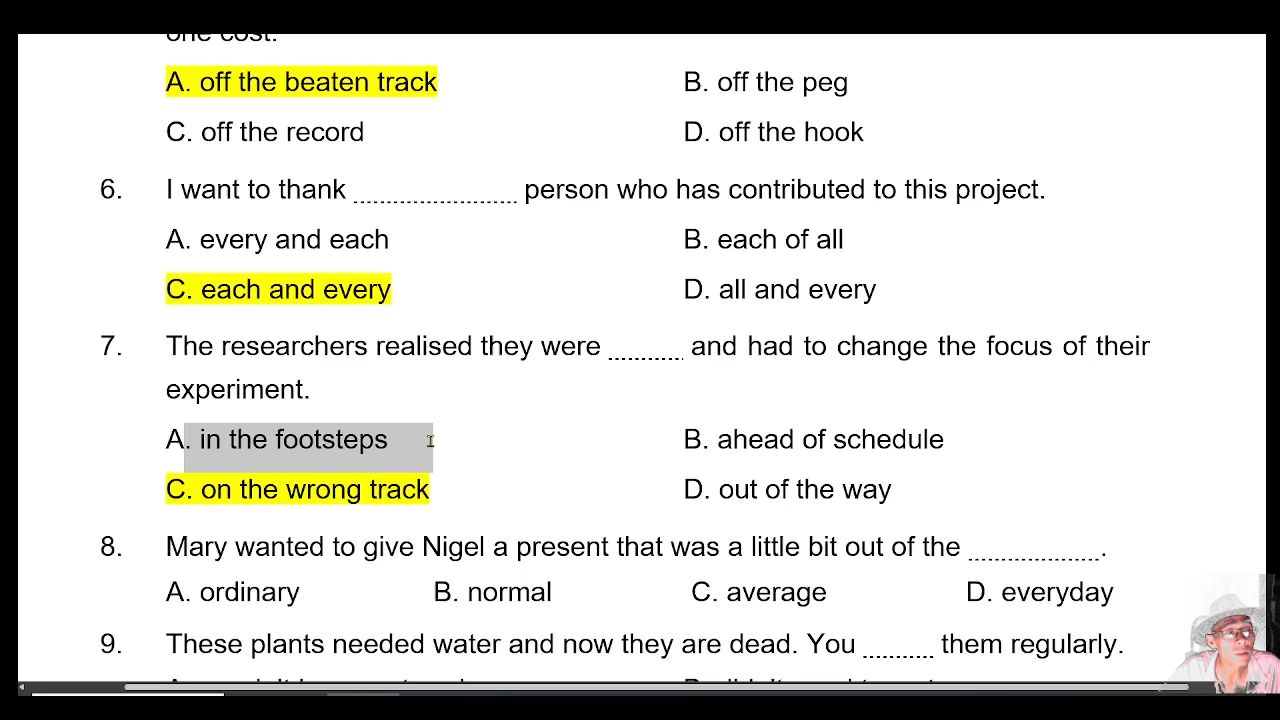 one cost.
A. off the beaten track B. off the peg
C. off the record D. off the hook
6. I want to thank ........................ person who has contributed to this project.
A. every and each B. each of all
C. each and every D. all and every
7. The researchers realised they were ........... and had to change the focus of their
experiment.
A. in the footsteps B. ahead of schedule
C. on the wrong track D. out of the way
8. Mary wanted to give Nigel a present that was a little bit out of the ................... .
A. ordinary B. normal C. average D. everyday
9. These plants needed water and now they are dead. You .......... them regularly.